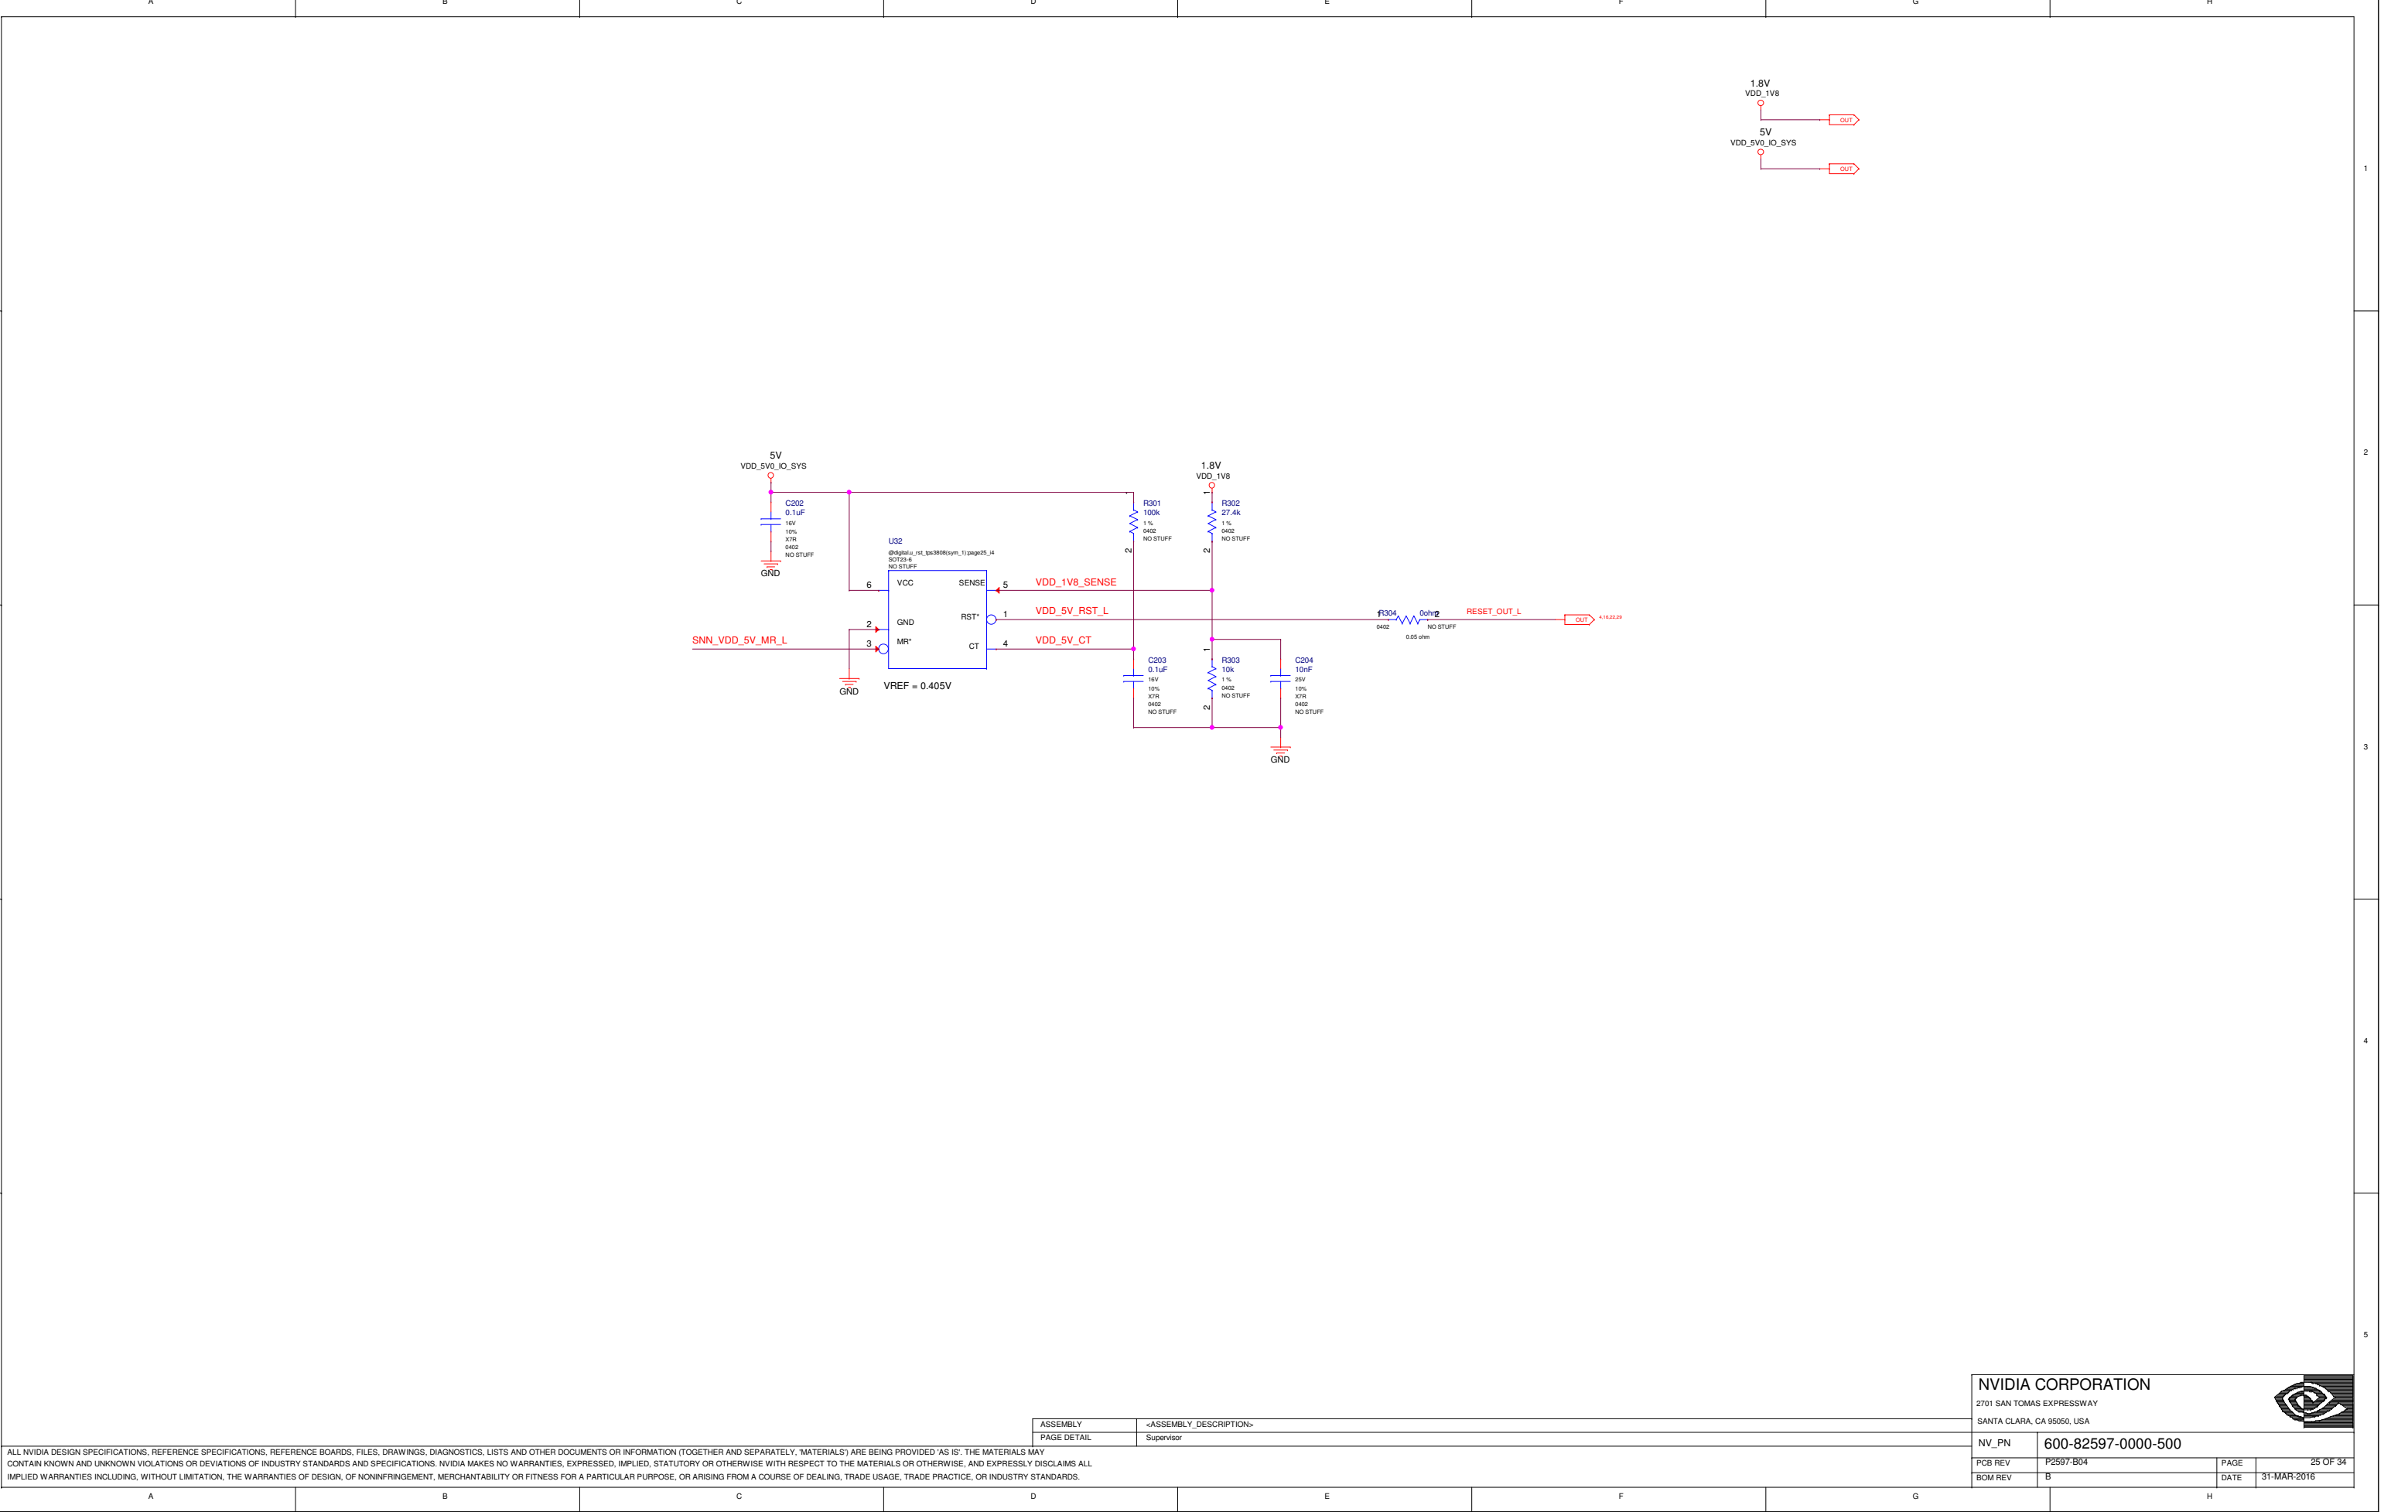 A B C D E F G H
1.8V
VDD_1V8
OUT
5V
VDD_5V0_IO_SYS
OUT
1
2
5V
VDD_5V0_IO_SYS
C202
0.1uF
16V
10%
X7R
0402
NO STUFF
GND
1.8V
VDD_1V8
R301
100k
1 %
0402
NO STUFF
2
1
R302
27.4k
1 %
0402
NO STUFF
2
U32
@digital.u_rst_tps3808(sym_1):page25_i4
SOT23-6
NO STUFF
6 VCC SENSE 5 VDD_1V8_SENSE
RST* 1 VDD_5V_RST_L
2 GND
SNN_VDD_5V_MR_L 3 MR* CT 4 VDD_5V_CT
GND
VREF = 0.405V
1 R304 0ohm 2 RESET_OUT_L OUT
0402 NO STUFF
0.05 ohm
C203
0.1uF
16V
10%
X7R
0402
NO STUFF
1
R303
10k
1 %
0402
NO STUFF
2
C204
10nF
25V
10%
X7R
0402
NO STUFF
GND
3
4
5
NVIDIA CORPORATION
2701 SAN TOMAS EXPRESSWAY
SANTA CLARA, CA 95050, USA
ASSEMBLY <ASSEMBLY_DESCRIPTION>
PAGE DETAIL Supervisor
NV_PN 600-82597-0000-500
PCB REV P2597-B04 PAGE 25 OF 34
BOM REV B DATE 31-MAR-2016
ALL NVIDIA DESIGN SPECIFICATIONS, REFERENCE SPECIFICATIONS, REFERENCE BOARDS, FILES, DRAWINGS, DIAGNOSTICS, LISTS AND OTHER DOCUMENTS OR INFORMATION (TOGETHER AND SEPARATELY, 'MATERIALS') ARE BEING PROVIDED 'AS IS'. THE MATERIALS MAY
CONTAIN KNOWN AND UNKNOWN VIOLATIONS OR DEVIATIONS OF INDUSTRY STANDARDS AND SPECIFICATIONS. NVIDIA MAKES NO WARRANTIES, EXPRESSED, IMPLIED, STATUTORY OR OTHERWISE WITH RESPECT TO THE MATERIALS OR OTHERWISE, AND EXPRESSLY DISCLAIMS ALL
IMPLIED WARRANTIES INCLUDING, WITHOUT LIMITATION, THE WARRANTIES OF DESIGN, OF NONINFRINGEMENT, MERCHANTABILITY OR FITNESS FOR A PARTICULAR PURPOSE, OR ARISING FROM A COURSE OF DEALING, TRADE USAGE, TRADE PRACTICE, OR INDUSTRY STANDARDS.
A B C D E F G H